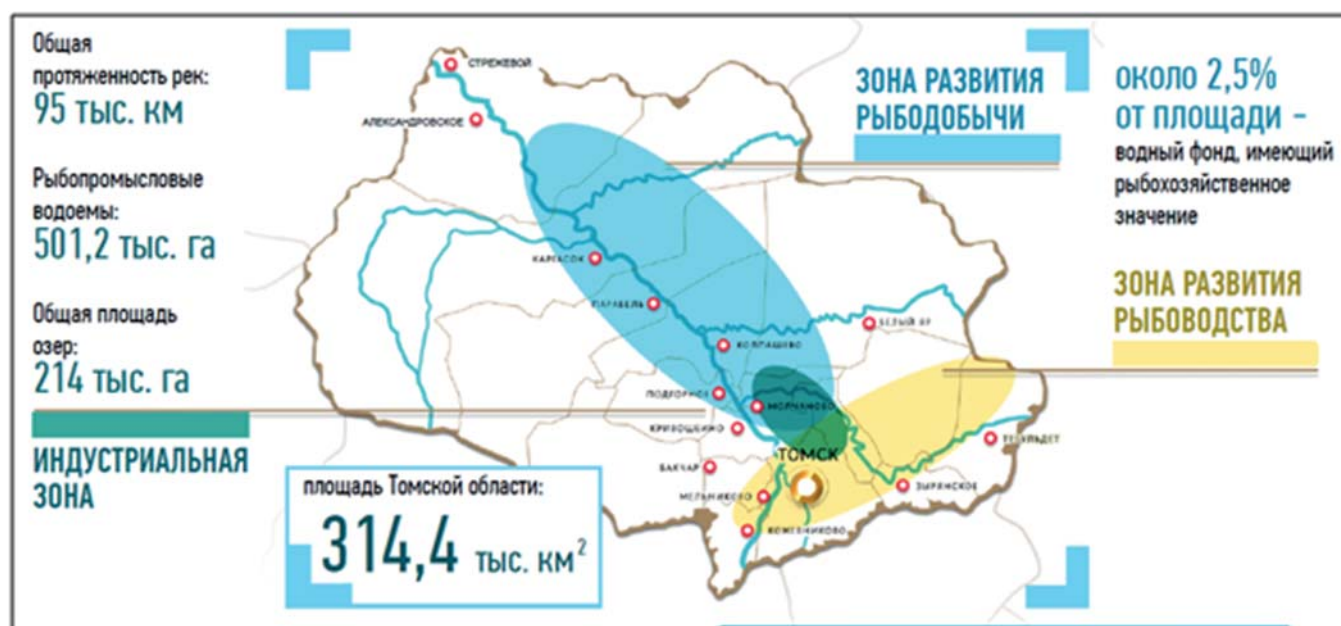 Общая
протяженность рек:
95 тыс. км
Рыбопромысловые
водоемы:
501,2 тыс. га
Общая площадь
озер:
214 тыс. га
ИНДУСТРИАЛЬНАЯ
ЗОНА
площадь Томской области:
314,4 тыс. км²
СТРЕЖЕВОЙ
АЛЕКСАНДРОВСКОЕ
КАРГАСОК
ПАРАБЕЛЬ
КОЛПАШЕВО
БЕЛЫЙ ЯР
ПОДГОРНОЕ
МОЛЧАНОВО
КРИВОШЕИНО
ТЕГУЛЬДЕТ
БАКЧАР
ТОМСК
ЗЫРЯНСКОЕ
МЕЛЬНИКОВО
КОЖЕВНИКОВО
ЗОНА РАЗВИТИЯ
РЫБОДОБЫЧИ
около 2,5%
от площади –
водный фонд, имеющий
рыбохозяйственное
значение
ЗОНА РАЗВИТИЯ
РЫБОВОДСТВА